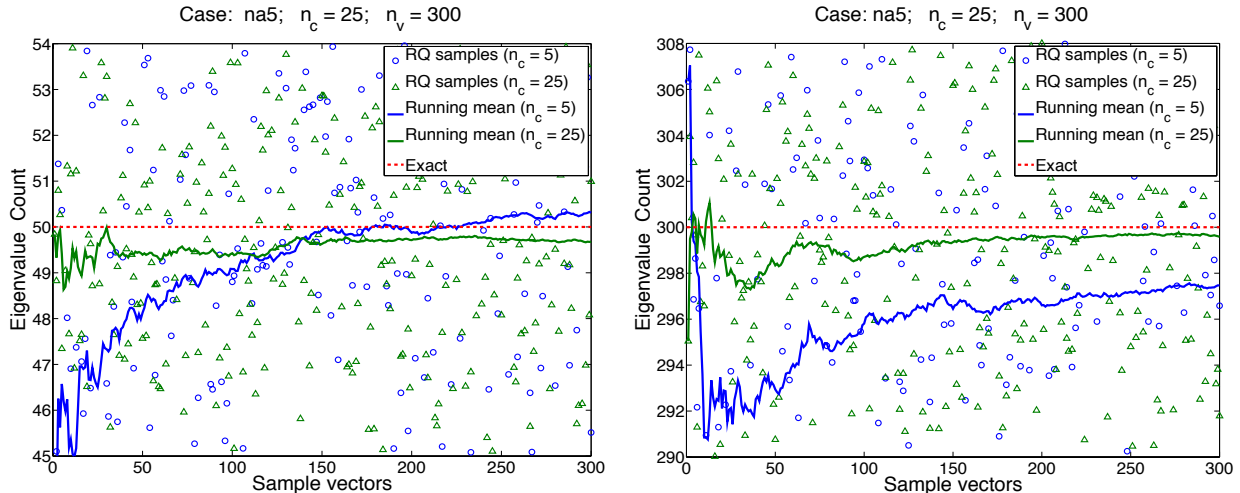 Case: na5; n_c = 25; n_v = 300
54
53
52
51
50
49
48
47
46
45
Eigenvalue Count
RQ samples (n_c = 5)
RQ samples (n_c = 25)
Running mean (n_c = 5)
Running mean (n_c = 25)
Exact
0 50 100 150 200 250 300
Sample vectors
Case: na5; n_c = 25; n_v = 300
308
306
304
302
300
298
296
294
292
290
Eigenvalue Count
RQ samples (n_c = 5)
RQ samples (n_c = 25)
Running mean (n_c = 5)
Running mean (n_c = 25)
Exact
0 50 100 150 200 250 300
Sample vectors